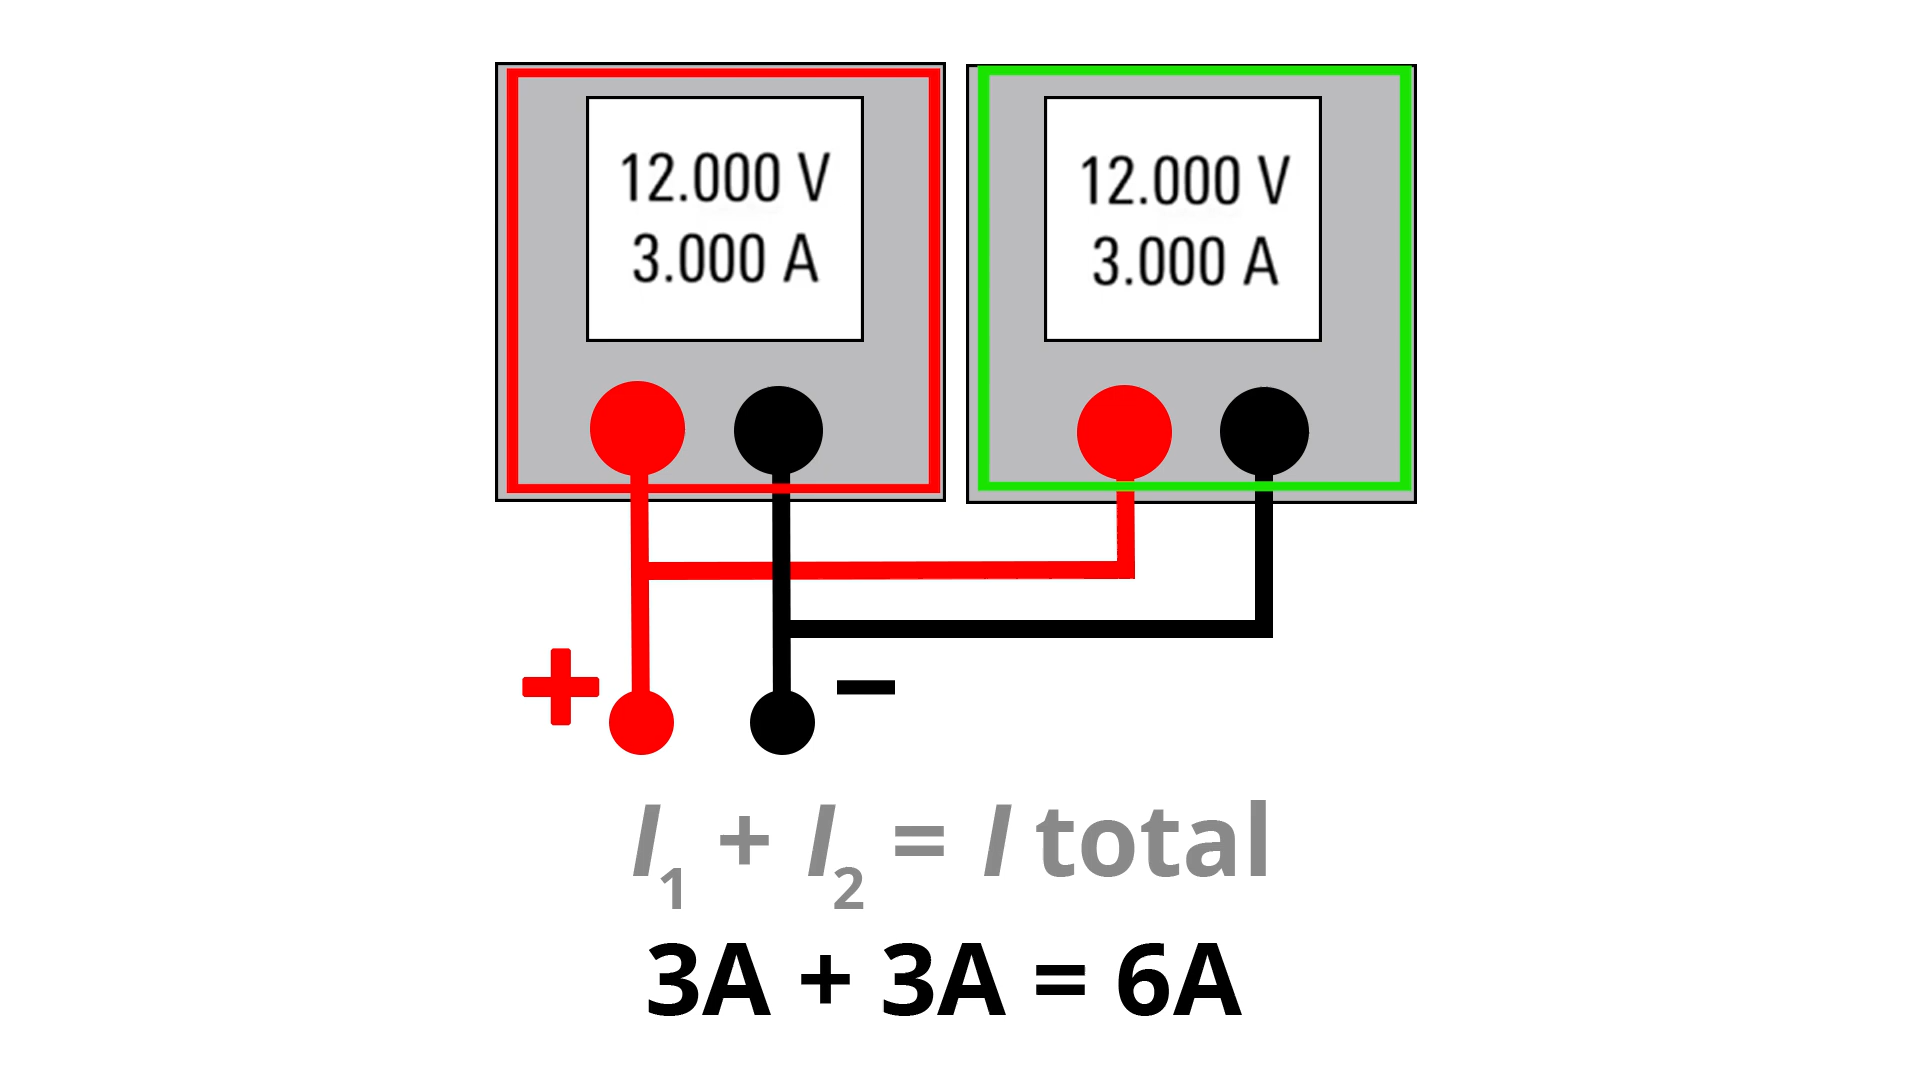 12.000 V
3.000 A
12.000 V
3.000 A
+
−
I₁ + I₂ = I total
3A + 3A = 6A